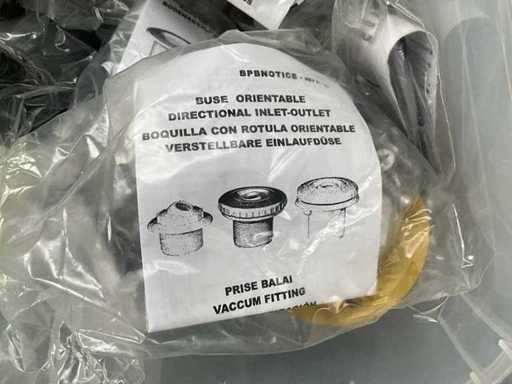 BPBNOTICE -
BUSE ORIENTABLE
DIRECTIONAL INLET-OUTLET
BOQUILLA CON ROTULA ORIENTABLE
VERSTELLBARE EINLAUFDÜSE
PRISE BALAI
VACCUM FITTING